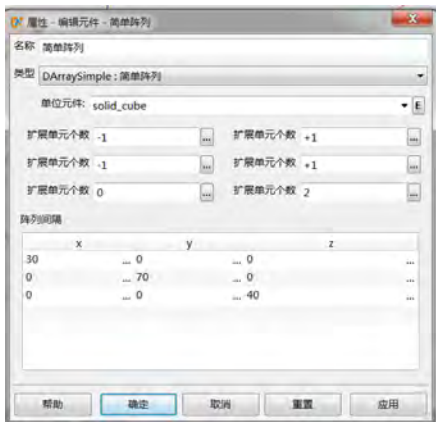 属性 - 编辑元件 - 简单阵列
名称 简单阵列
类型 DArraySimple : 简单阵列
单位元件: solid_cube E
扩展单元个数 -1 ... 扩展单元个数 +1 ...
扩展单元个数 -1 ... 扩展单元个数 +1 ...
扩展单元个数 0 ... 扩展单元个数 2 ...
阵列间隔
x y z
30 ... 0 ... 0 ...
0 ... 70 ... 0 ...
0 ... 0 ... 40 ...
帮助 确定 取消 重置 应用